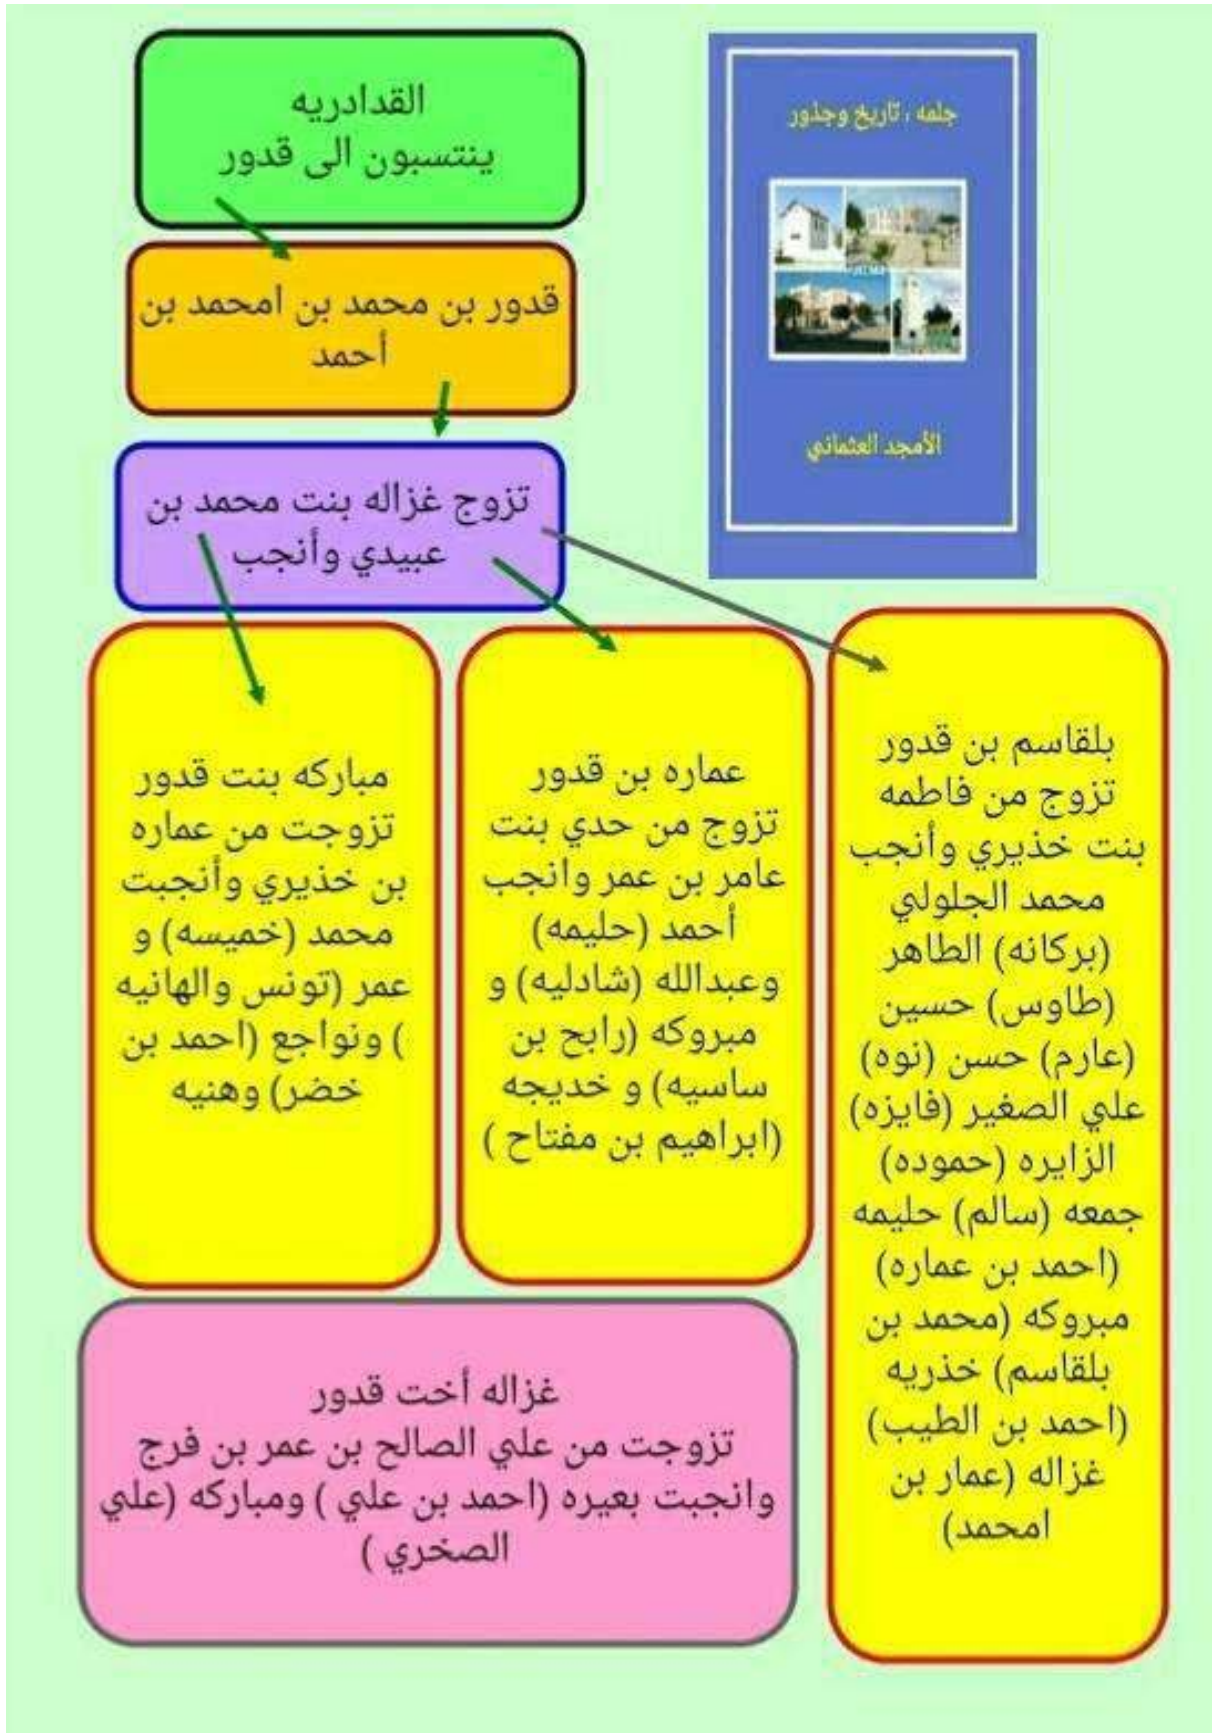 القدادريه
ينتسبون الى قدور
جلمه ، تاريخ وجذور
الأمجد العثماني
قدور بن محمد بن امحمد بن
أحمد
تزوج غزاله بنت محمد بن
عبيدي وأنجب
بلقاسم بن قدور
تزوج من فاطمه
بنت خذيري وأنجب
محمد الجلولي
(بركانه) الطاهر
(طاوس) حسين
(عارم) حسن (نوه)
علي الصغير (فايزه)
الزايره (حموده)
جمعه (سالم) حليمه
(احمد بن عماره)
مبروكه (محمد بن
بلقاسم) خذريه
(احمد بن الطيب)
غزاله (عمار بن
امحمد)
عماره بن قدور
تزوج من حدي بنت
عامر بن عمر وانجب
أحمد (حليمه)
وعبدالله (شادليه) و
مبروكه (رابح بن
ساسيه) و خديجه
(ابراهيم بن مفتاح )
مباركه بنت قدور
تزوجت من عماره
بن خذيري وأنجبت
محمد (خميسه) و
عمر (تونس والهانيه
) ونواجع (احمد بن
خضر) وهنيه
غزاله أخت قدور
تزوجت من علي الصالح بن عمر بن فرج
وانجبت بعيره (احمد بن علي ) ومباركه (علي
الصخري )